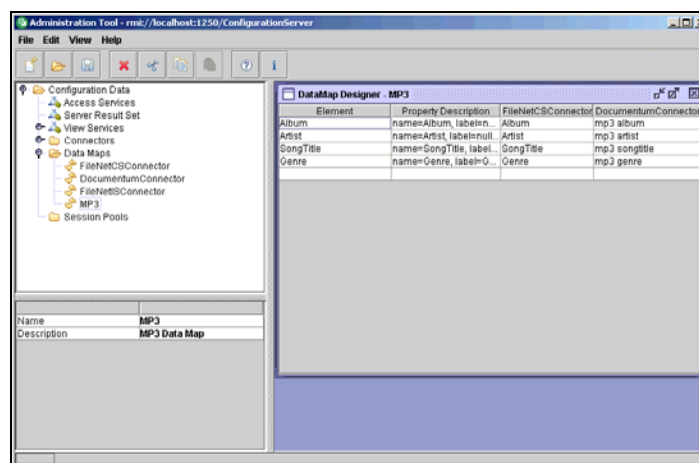 Administration Tool - rmi://localhost:1250/ConfigurationServer
File Edit View Help
Configuration Data
Access Services
Server Result Set
View Services
Connectors
Data Maps
FileNetCSConnector
DocumentumConnector
FileNetISConnector
MP3
Session Pools
Name MP3
Description MP3 Data Map
DataMap Designer - MP3
Element Property Description FileNetCSConnector DocumentumConnector
Album name=Album, label=n... Album mp3 album
Artist name=Artist, label=null... Artist mp3 artist
SongTitle name=SongTitle, label... SongTitle mp3 songtitle
Genre name=Genre, label=G... Genre mp3 genre